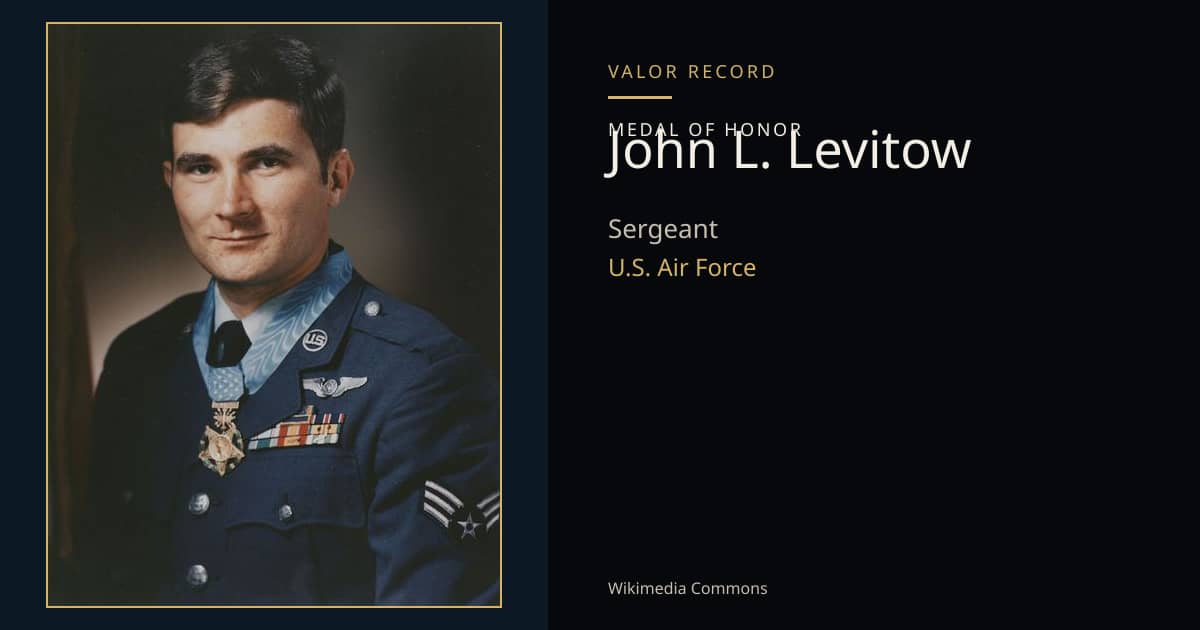 VALOR RECORD
MEDAL OF HONOR
John L. Levitow
Sergeant
U.S. Air Force
Wikimedia Commons
U.S